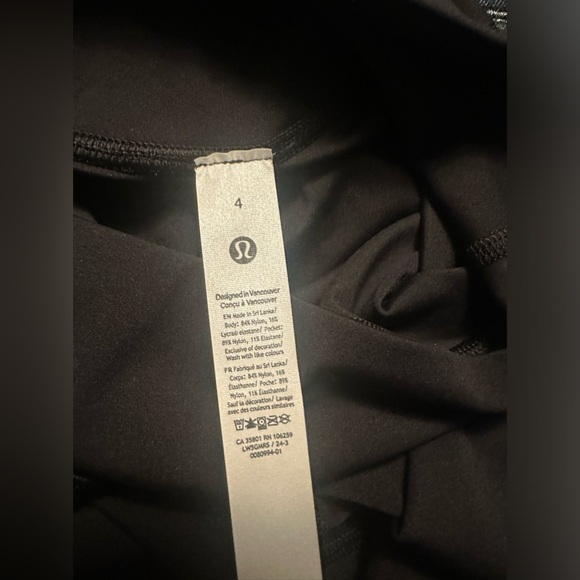 4
Designed in Vancouver
Conçu à Vancouver
EN Made in Sri Lanka/
Body: 84% Nylon, 16%
Lycra® elastane/ Pocket:
89% Nylon, 11% Elastane/
Exclusive of decoration/
Wash with like colours
FR Fabriqué au Sri Lanka/
Corps: 84% Nylon, 16%
Élasthanne/ Poche: 89%
Nylon, 11% Élasthanne/
Sauf la décoration/ Lavage
avec des couleurs similaires
CA 35801 RN 106259
LW5GMRS / 24-3
0080994-01